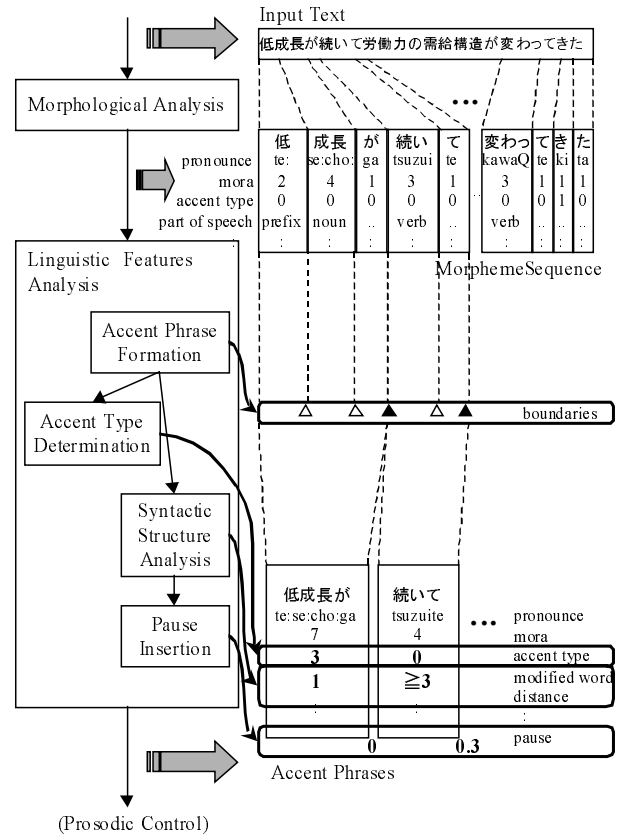 Input Text
低成長が続いて労働力の需給構造が変わってきた
Morphological Analysis
...
低 成長 が 続い て 変わっ て き た
pronounce te: se:cho: ga tsuzui te kawaQ te ki ta
mora 2 4 1 3 1 .. 3 1 1 1
accent type 0 0 0 0 0 0 0 1 0
part of speech prefix noun .. verb .. verb .. .. ..
: : : : : : : : : :
MorphemeSequence
Linguistic Features
Analysis
Accent Phrase
Formation
boundaries
Accent Type
Determination
Syntactic
Structure
Analysis
Pause
Insertion
低成長が 続いて
te:se:cho:ga tsuzuite ... pronounce
7 4 mora
3 0 accent type
1 ≧3 modified word
distance
: : :
0 0.3 pause
Accent Phrases
(Prosodic Control)